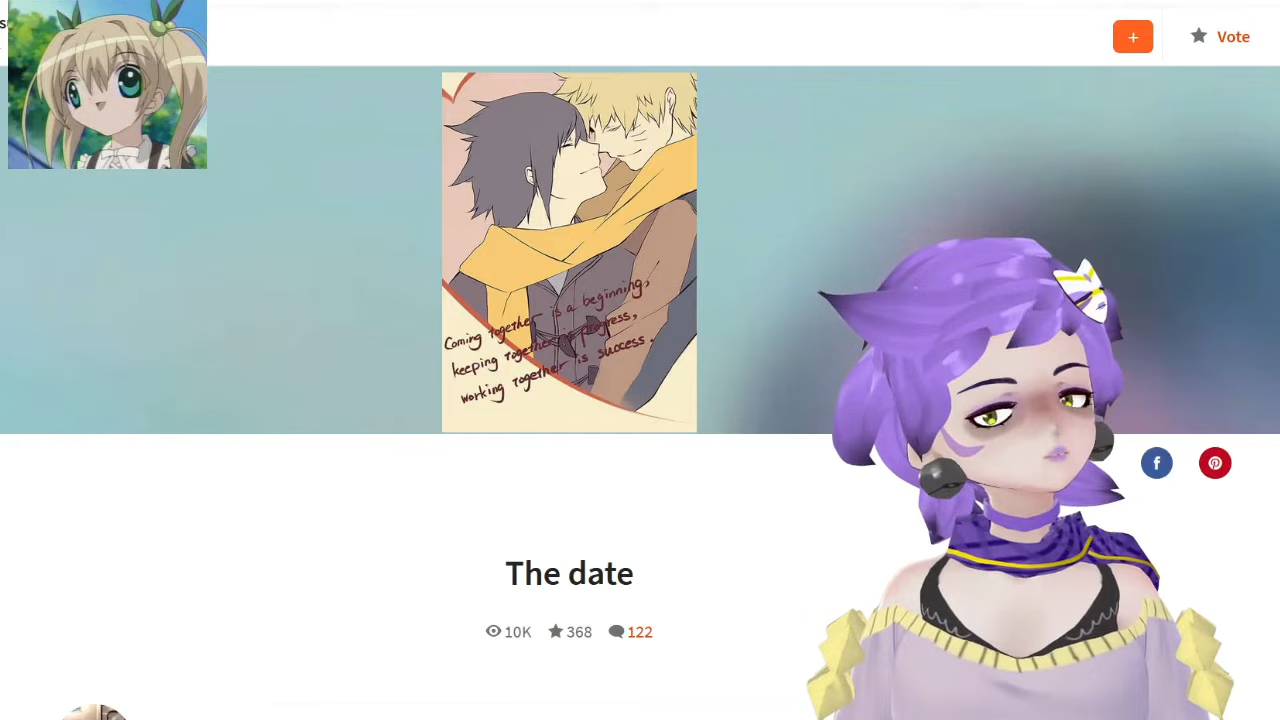 s
+
Vote
Coming together is a beginning,
keeping together is progress,
working together is success.
f
The date
10K 368 122